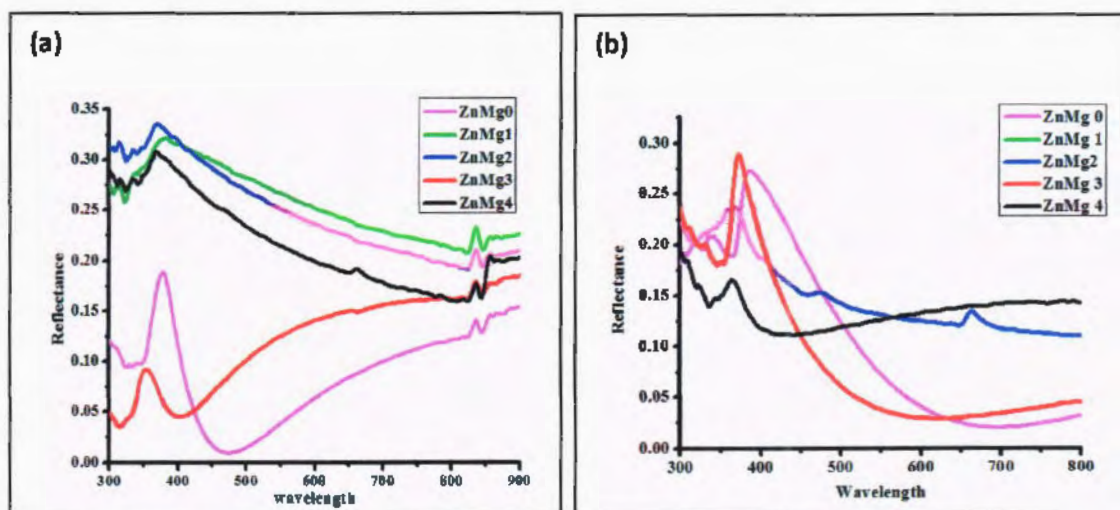 (a)
0.35
0.30
0.25
0.20
0.15
0.10
0.05
0.00
Reflectance
300 400 500 600 700 800 900
wavelength
ZnMg0
ZnMg1
ZnMg2
ZnMg3
ZnMg4
(b)
0.30
0.25
0.20
0.15
0.10
0.05
0.00
Reflectance
300 400 500 600 700 800
Wavelength
ZnMg 0
ZnMg 1
ZnMg2
ZnMg 3
ZnMg 4